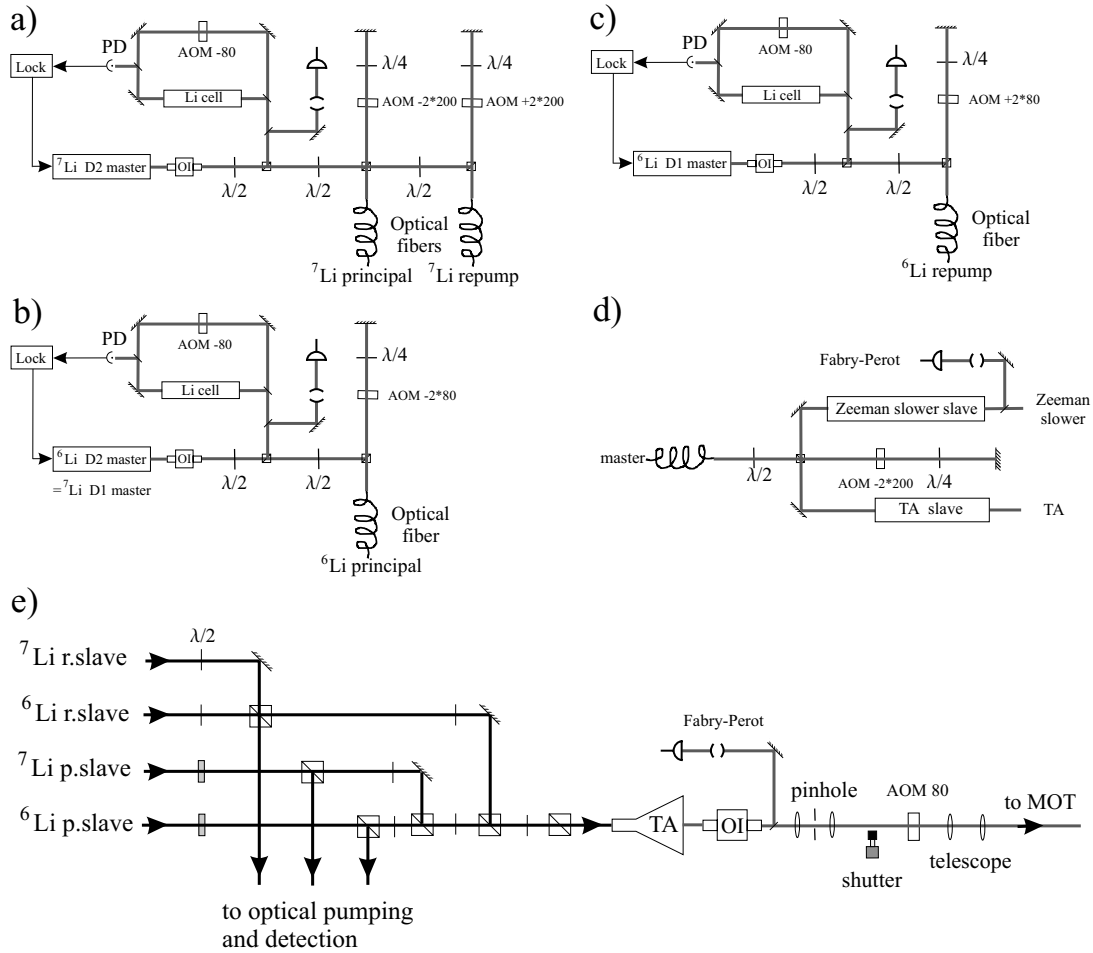 a)
PD
AOM -80
Lock
Li cell
λ/4
λ/4
AOM -2*200
AOM +2*200
⁷Li D2 master
OI
λ/2
λ/2
λ/2
Optical
fibers
⁷Li principal
⁷Li repump
b)
PD
AOM -80
Lock
Li cell
λ/4
AOM -2*80
⁶Li D2 master
OI
=⁷Li D1 master
λ/2
λ/2
Optical
fiber
⁶Li principal
c)
PD
AOM -80
Lock
Li cell
λ/4
AOM +2*80
⁶Li D1 master
OI
λ/2
λ/2
Optical
fiber
⁶Li repump
d)
Fabry-Perot
Zeeman slower slave
Zeeman
slower
master
λ/2
AOM -2*200
λ/4
TA slave
TA
e)
λ/2
⁷Li r.slave
⁶Li r.slave
⁷Li p.slave
⁶Li p.slave
to optical pumping
and detection
Fabry-Perot
TA
OI
pinhole
shutter
AOM 80
telescope
to MOT